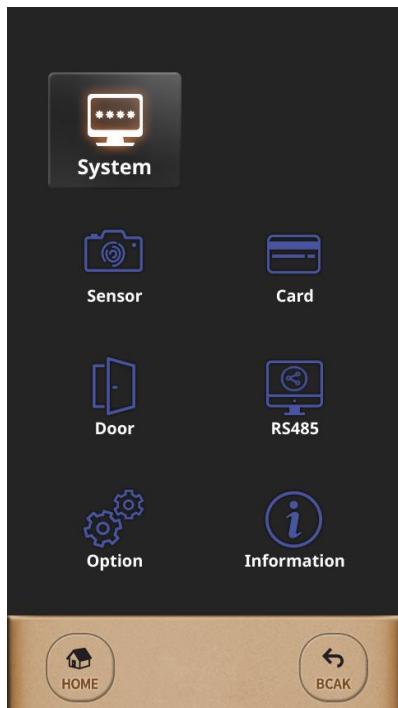 ****
System
Sensor
Card
Door
RS485
Option
Information
HOME
BCAK